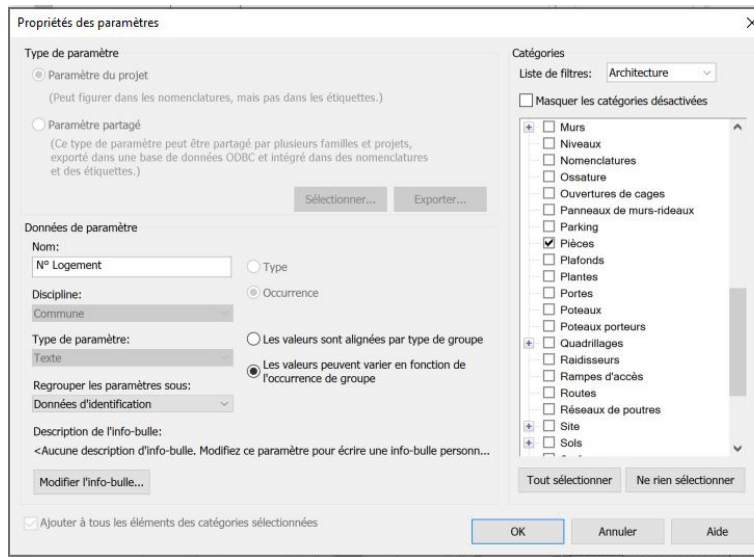 Propriétés des paramètres
Type de paramètre
Paramètre du projet
(Peut figurer dans les nomenclatures, mais pas dans les étiquettes.)
Paramètre partagé
(Ce type de paramètre peut être partagé par plusieurs familles et projets,
exporté dans une base de données ODBC et intégré dans des nomenclatures
et des étiquettes.)
Sélectionner...
Exporter...
Données de paramètre
Nom:
N° Logement
Type
Discipline:
Occurrence
Commune
Type de paramètre:
Les valeurs sont alignées par type de groupe
Texte
Les valeurs peuvent varier en fonction de
l'occurrence de groupe
Regrouper les paramètres sous:
Données d'identification
Description de l'info-bulle:
<Aucune description d'info-bulle. Modifiez ce paramètre pour écrire une info-bulle personn...
Modifier l'info-bulle...
Ajouter à tous les éléments des catégories sélectionnées
Catégories
Liste de filtres:
Architecture
Masquer les catégories désactivées
Murs
Niveaux
Nomenclatures
Ossature
Ouvertures de cages
Panneaux de murs-rideaux
Parking
Pièces
Plafonds
Plantes
Portes
Poteaux
Poteaux porteurs
Quadrillages
Raidisseurs
Rampes d'accès
Routes
Réseaux de poutres
Site
Sols
Tout sélectionner
Ne rien sélectionner
OK
Annuler
Aide